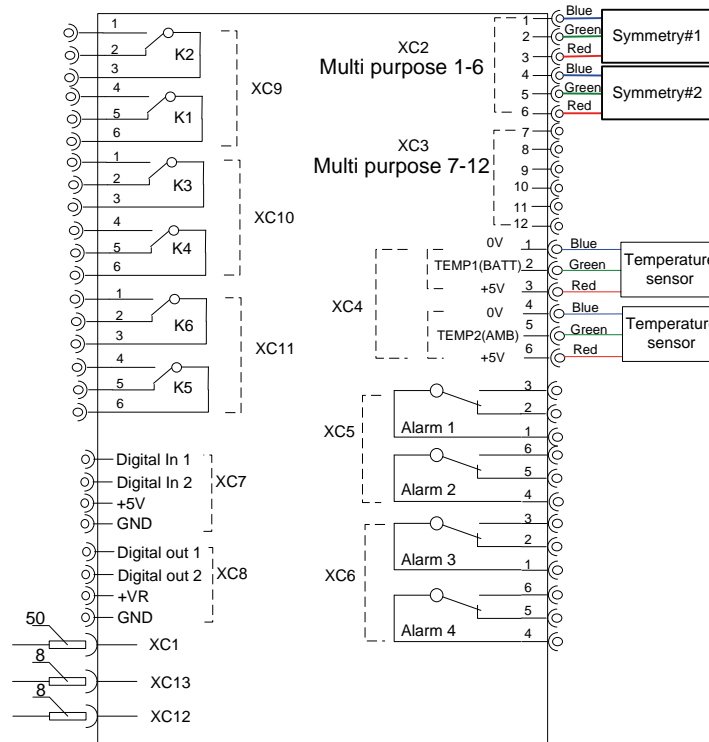 1
K2
2
3
XC9
4
K1
5
6
1
K3
2
3
XC10
4
K4
5
6
1
K6
2
3
XC11
4
K5
5
6
Digital In 1
Digital In 2
XC7
+5V
GND
Digital out 1
Digital out 2
XC8
+VR
GND
50
XC1
8
XC13
8
XC12
XC2
Multi purpose 1-6
1
Blue
2
Green
Symmetry#1
3
Red
4
Blue
5
Green
Symmetry#2
6
Red
XC3
Multi purpose 7-12
7
8
9
10
11
12
XC4
0V
1
Blue
TEMP1(BATT)
2
Green
+5V
3
Red
Temperature
sensor
0V
4
Blue
TEMP2(AMB)
5
Green
+5V
6
Red
Temperature
sensor
XC5
3
2
Alarm 1
1
6
5
Alarm 2
4
XC6
3
2
Alarm 3
1
6
5
Alarm 4
4